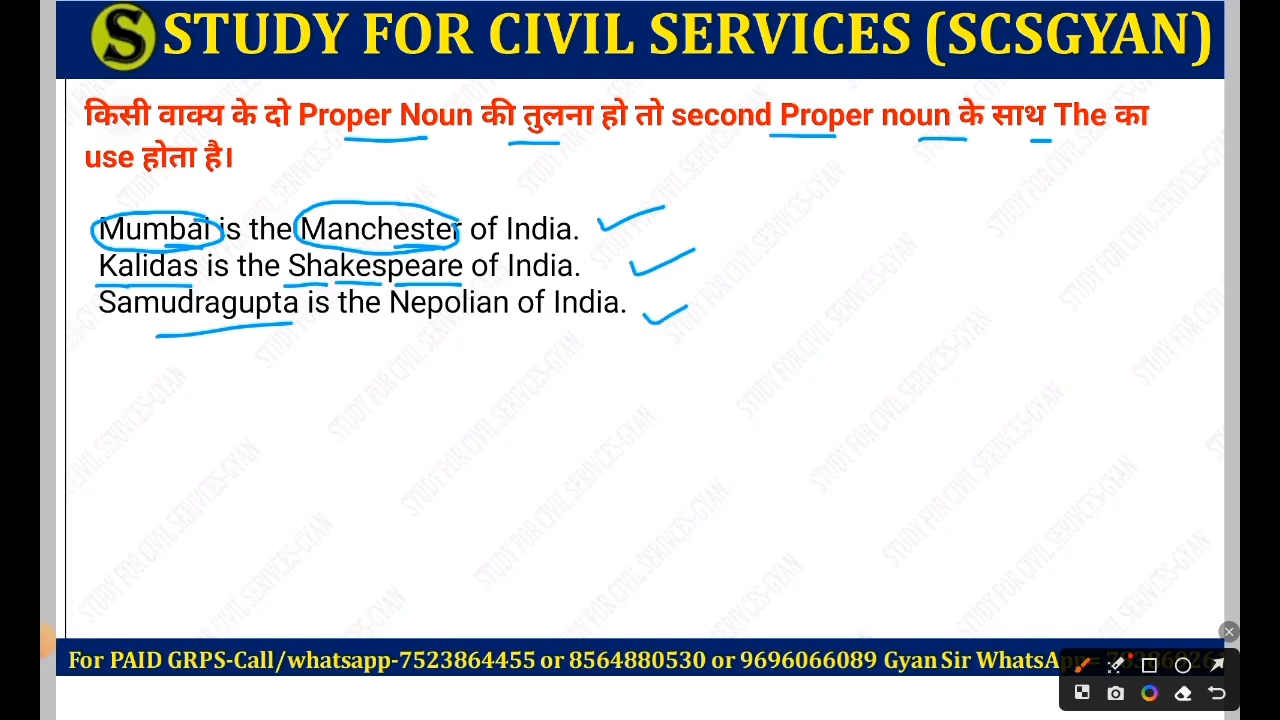 S STUDY FOR CIVIL SERVICES (SCSGYAN)
किसी वाक्य के दो Proper Noun की तुलना हो तो second Proper noun के साथ The का
use होता है।
Mumbai is the Manchester of India.
Kalidas is the Shakespeare of India.
Samudragupta is the Nepolian of India.
For PAID GRPS-Call/whatsapp-7523864455 or 8564880530 or 9696066089 Gyan Sir